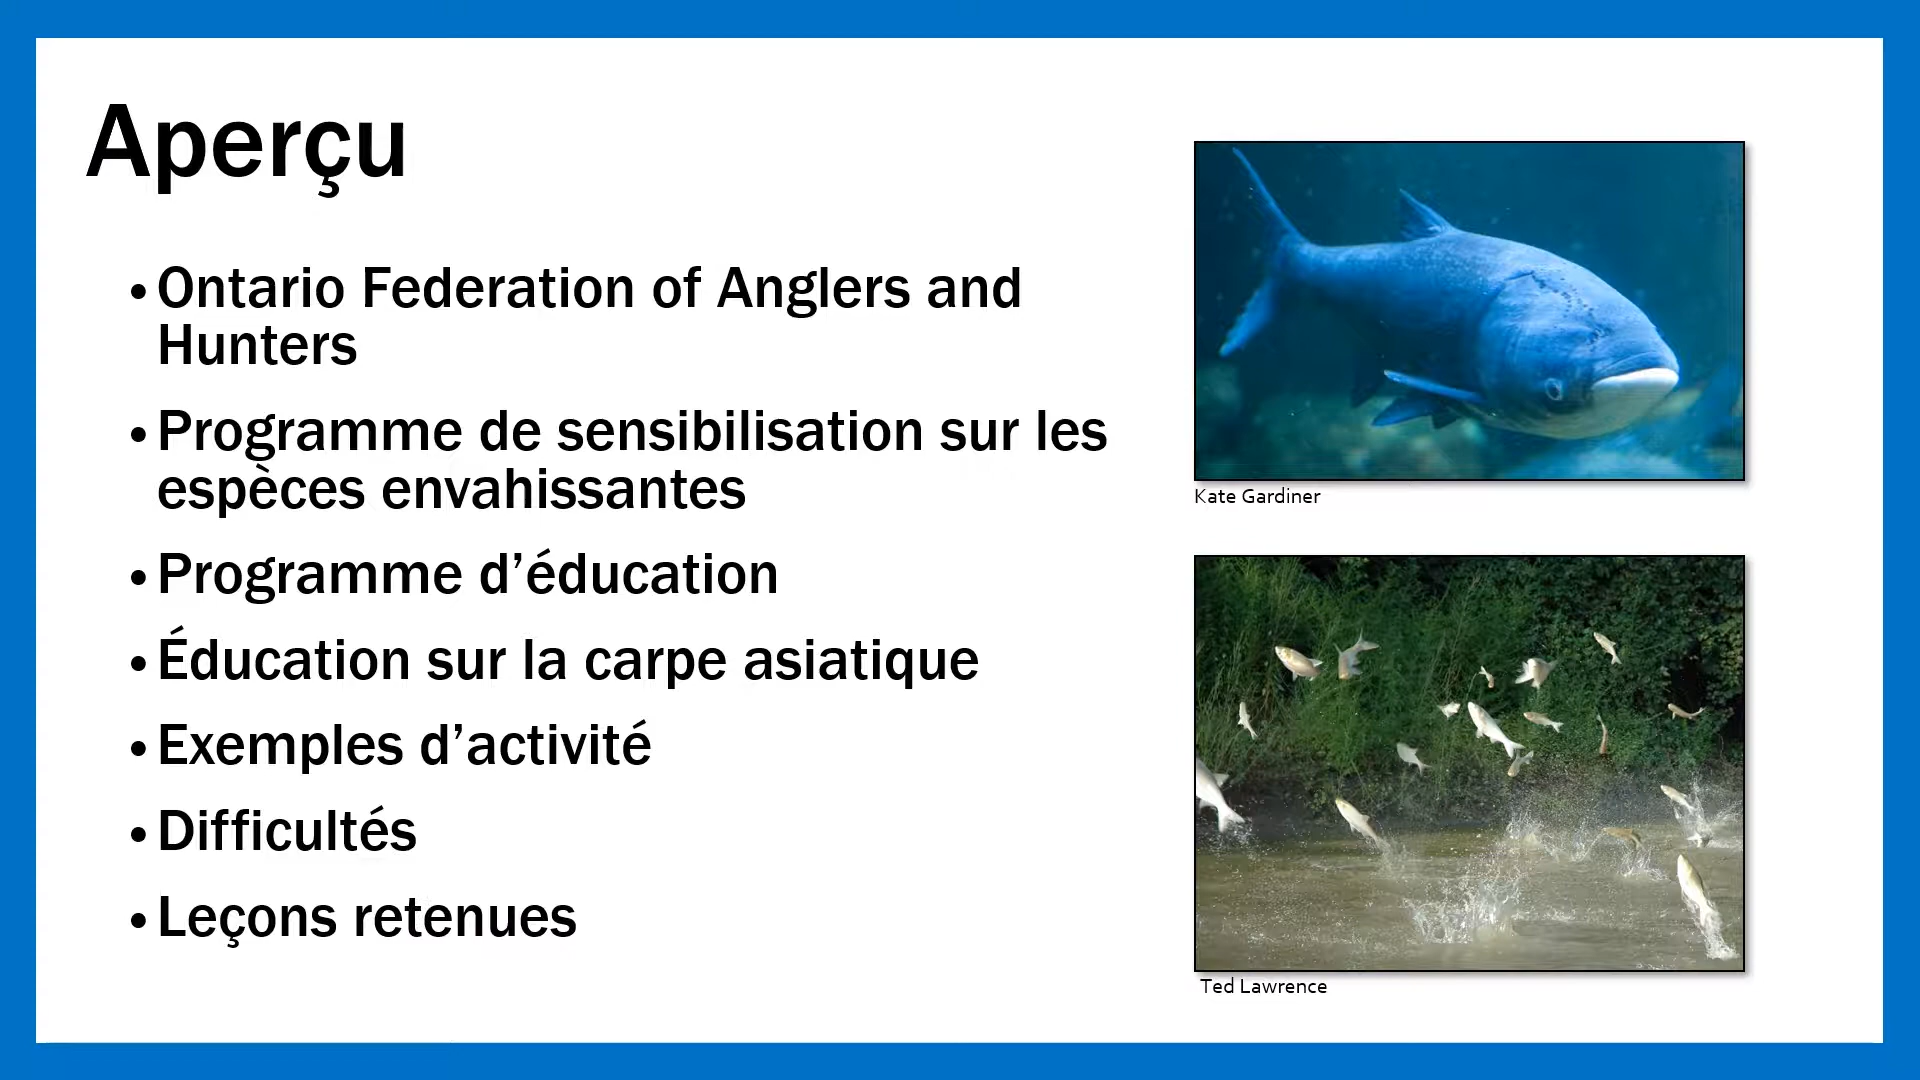 Aperçu
• Ontario Federation of Anglers and
Hunters
• Programme de sensibilisation sur les
espèces envahissantes
• Programme d’éducation
• Éducation sur la carpe asiatique
• Exemples d’activité
• Difficultés
• Leçons retenues
Kate Gardiner
Ted Lawrence